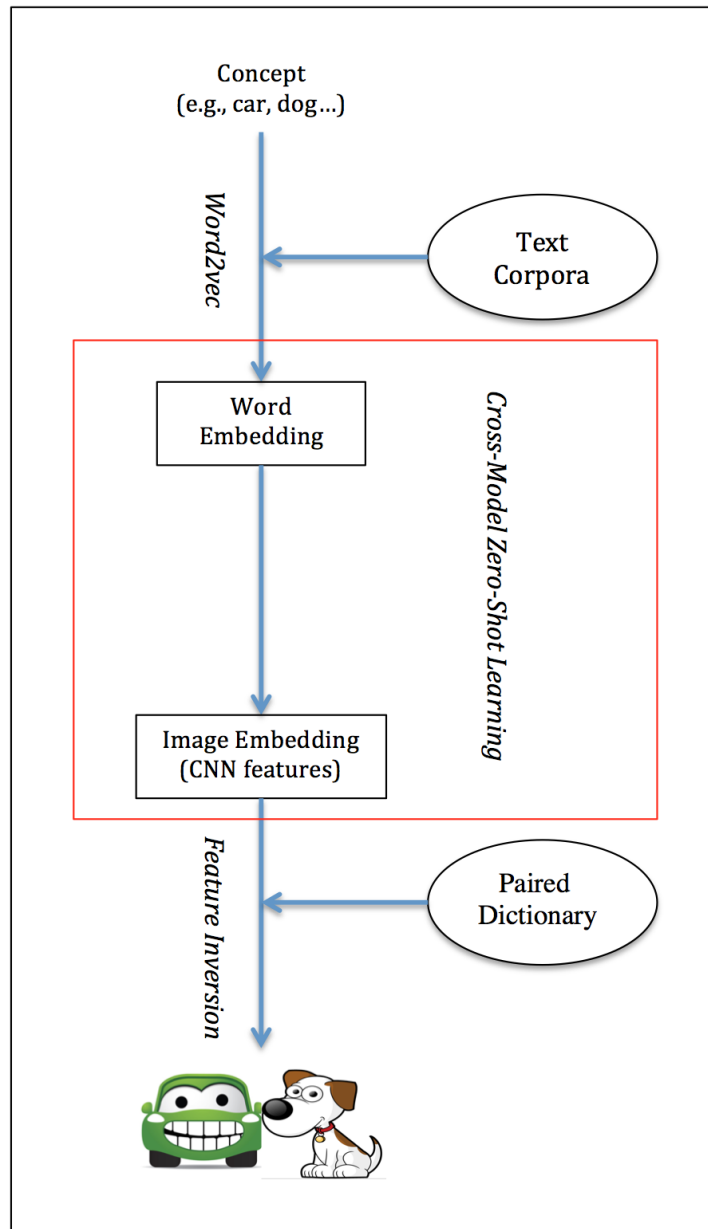 Concept
(e.g., car, dog...)
Word2vec
Text
Corpora
Word
Embedding
Cross-Model Zero-Shot Learning
Image Embedding
(CNN features)
Feature Inversion
Paired
Dictionary